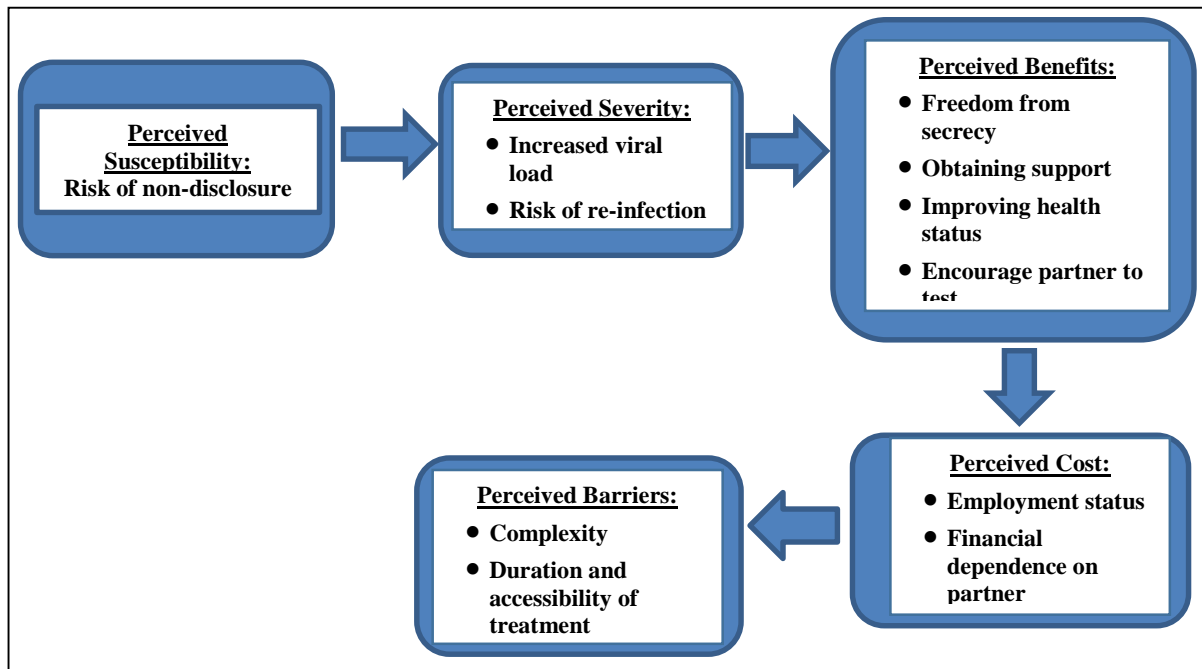 Perceived
Susceptibility:
Risk of non-disclosure
Perceived Severity:
• Increased viral
load
• Risk of re-infection
Perceived Benefits:
• Freedom from
secrecy
• Obtaining support
• Improving health
status
• Encourage partner to
test
Perceived Cost:
• Employment status
• Financial
dependence on
partner
Perceived Barriers:
• Complexity
• Duration and
accessibility of
treatment